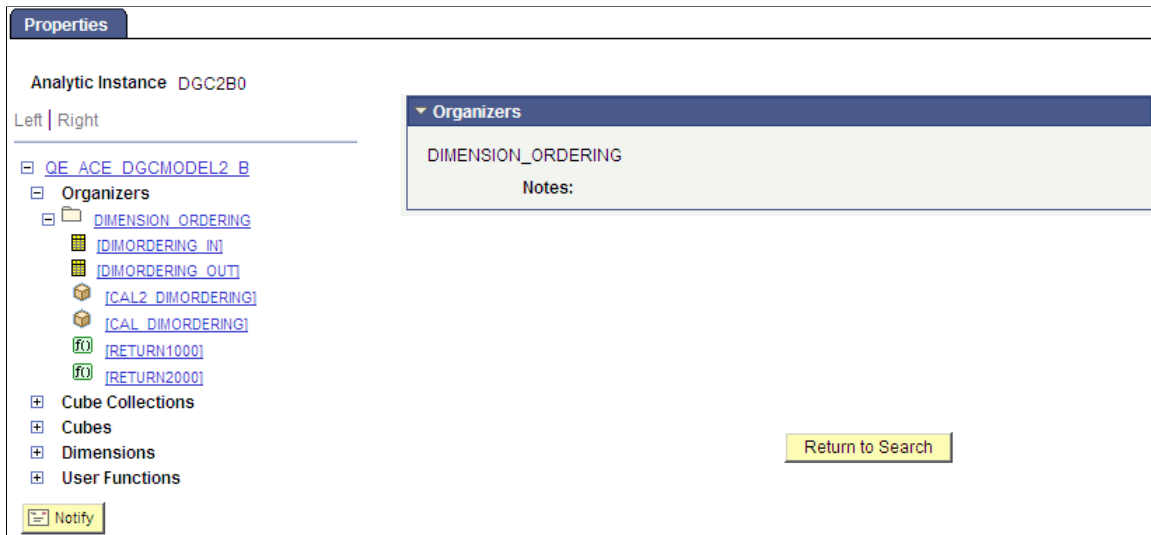 Properties
Analytic Instance DGC2B0
Left | Right
QE_ACE_DGCMODEL2_B
Organizers
DIMENSION_ORDERING
[DIMORDERING_IN]
[DIMORDERING_OUT]
[CAL2_DIMORDERING]
[CAL_DIMORDERING]
f() [RETURN1000]
f() [RETURN2000]
Cube Collections
Cubes
Dimensions
User Functions
Notify
Organizers
DIMENSION_ORDERING
Notes:
Return to Search